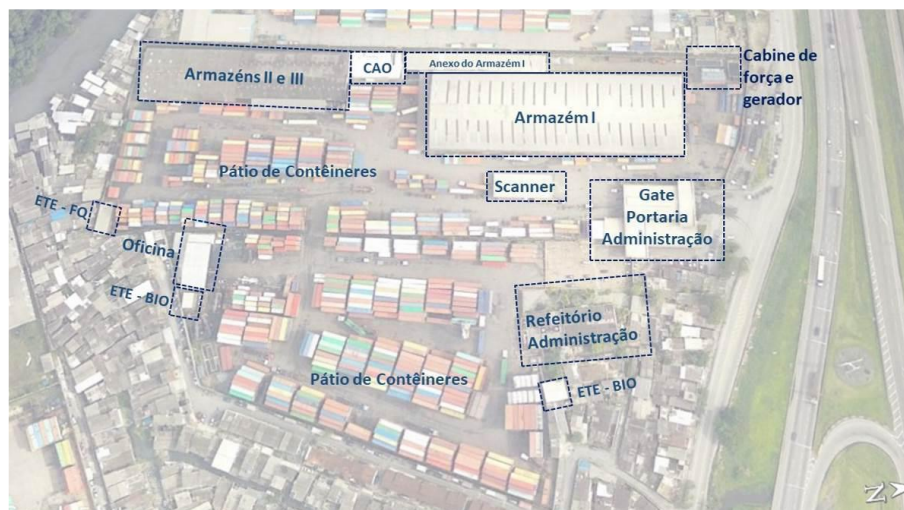 Armazéns II e III
CAO
Anexo do Armazém I
Cabine de
força e
gerador
Armazém I
Pátio de Contêineres
Scanner
Gate
Portaria
Administração
ETE - FQ
Oficina
ETE - BIO
Refeitório
Administração
Pátio de Contêineres
ETE - BIO
N